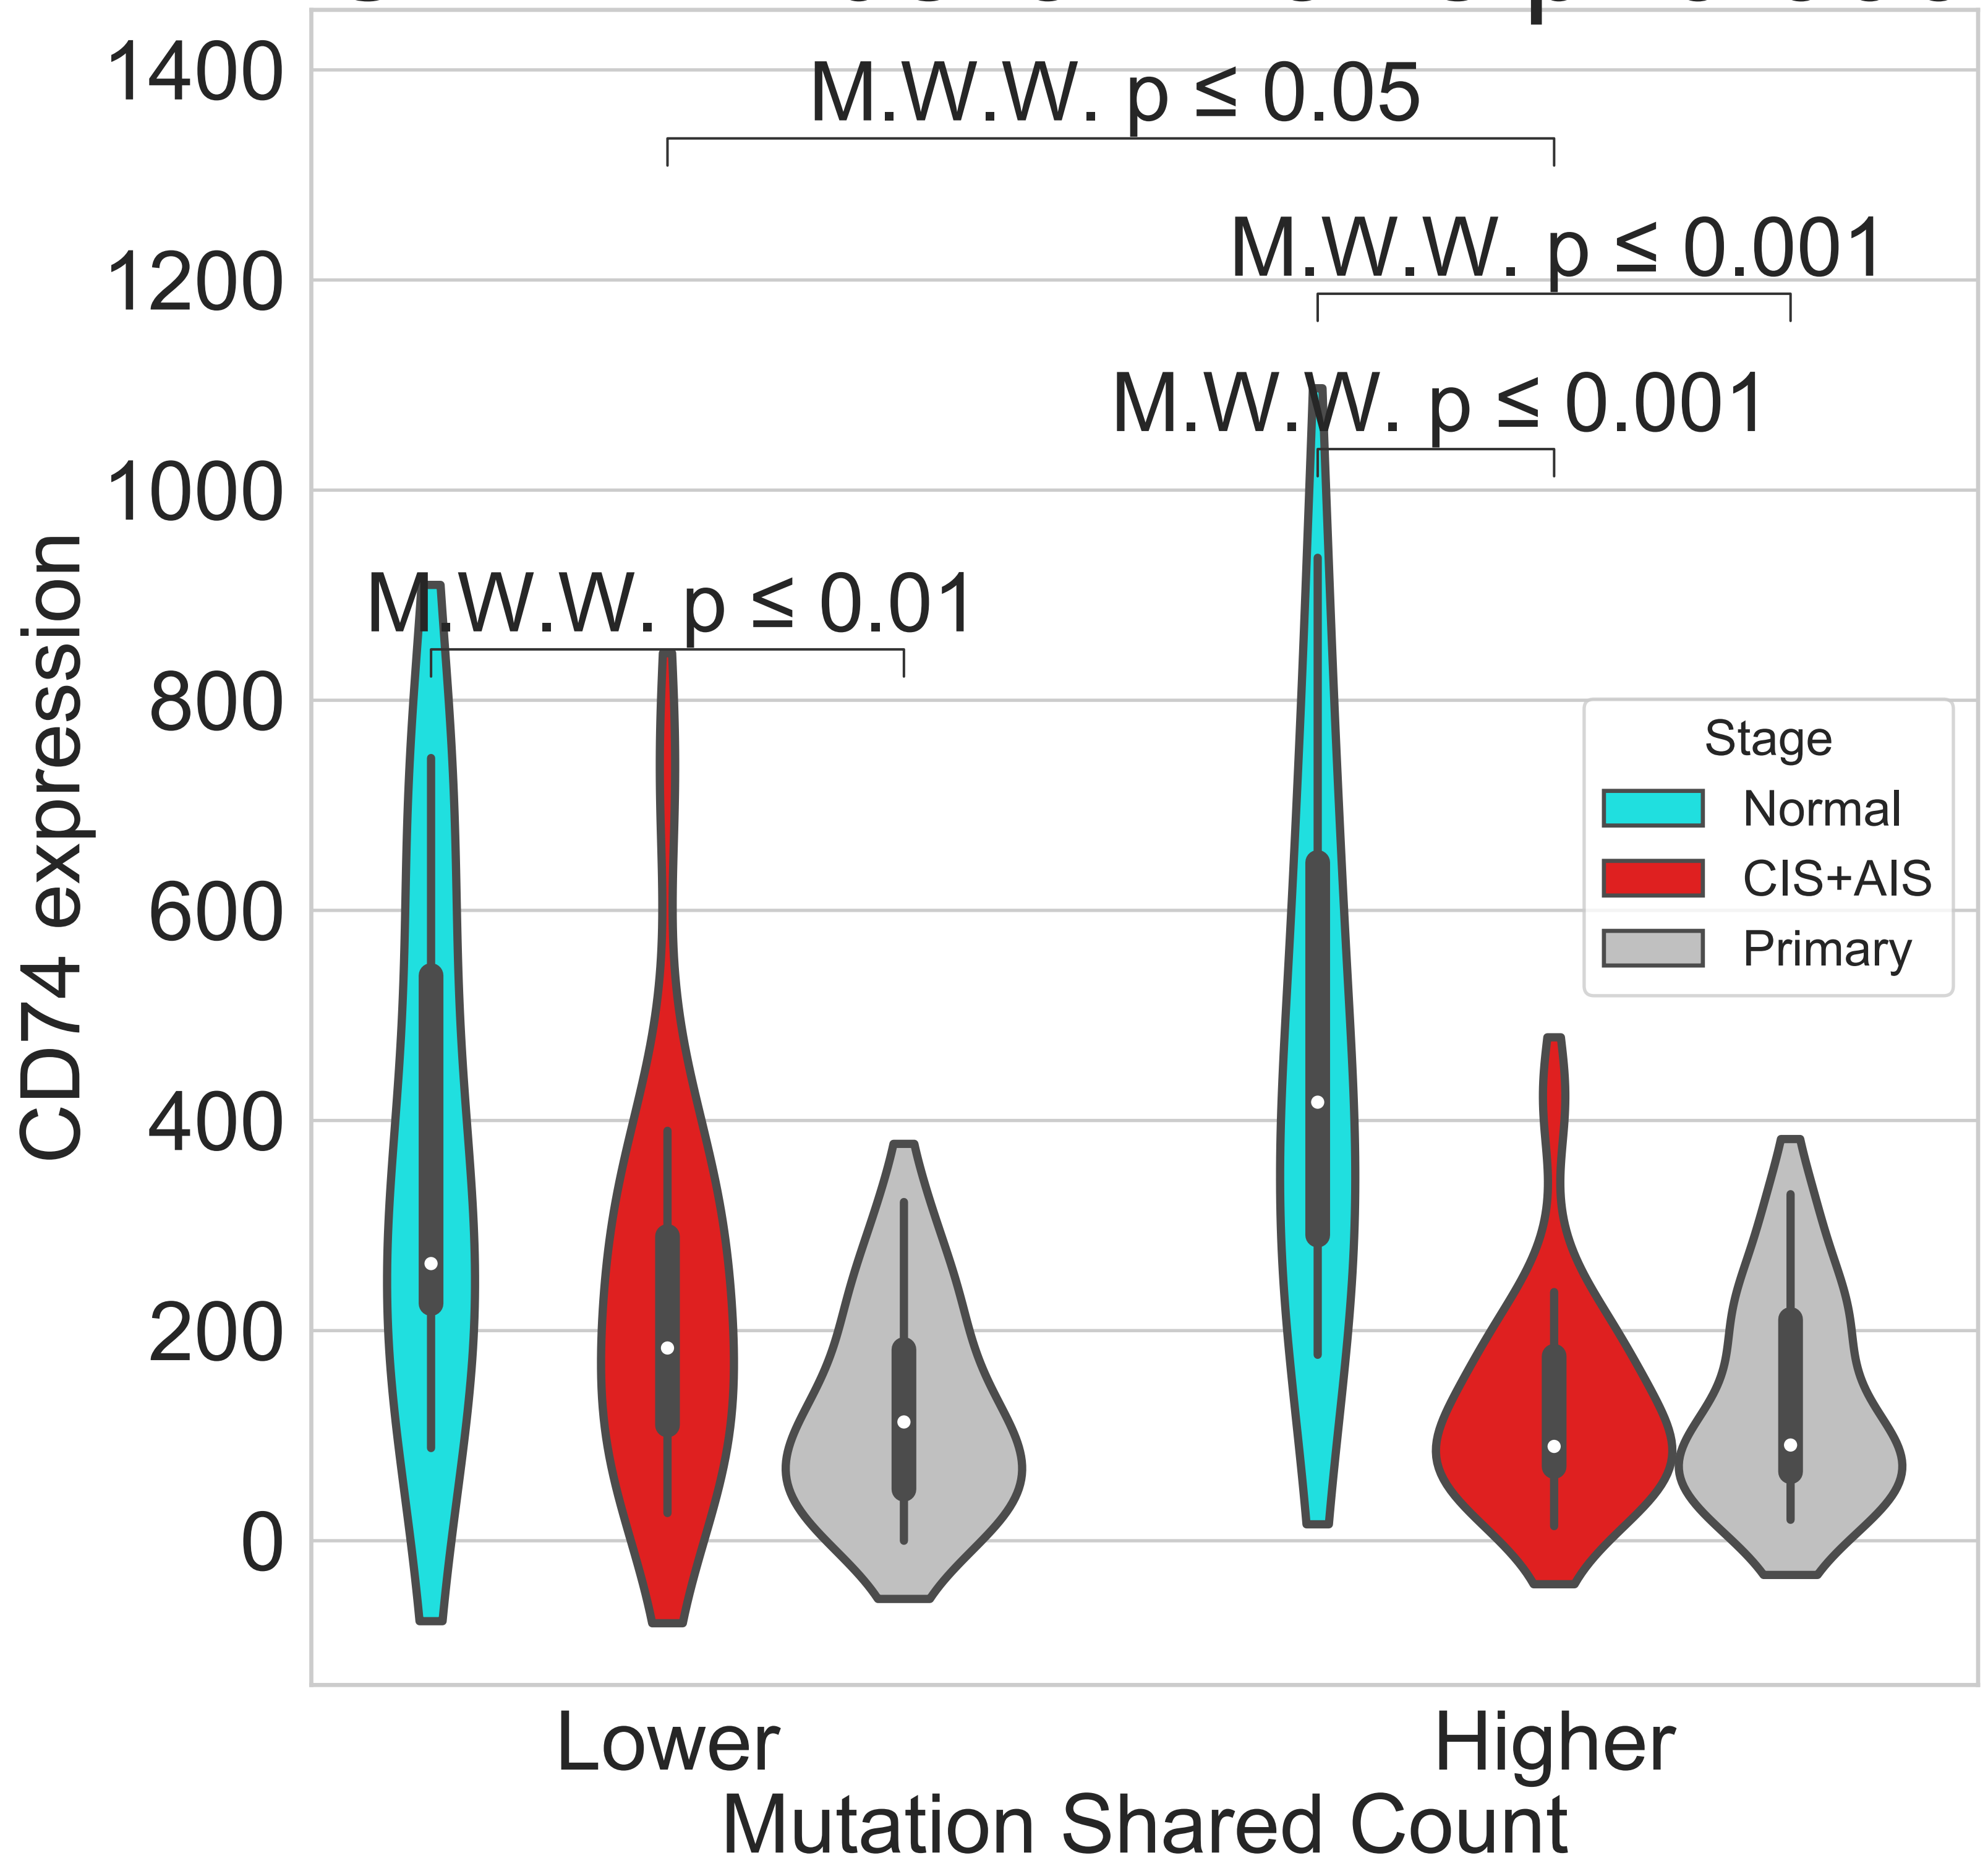 1400
M.W.W. p ≤ 0.05
M.W.W. p ≤ 0.001
1200
M.W.W. p ≤ 0.001
1000
M.W.W. p ≤ 0.01
800
Stage
Normal
CIS+AIS
Primary
600
400
200
0
CD74 expression
Lower
Higher
Mutation Shared Count